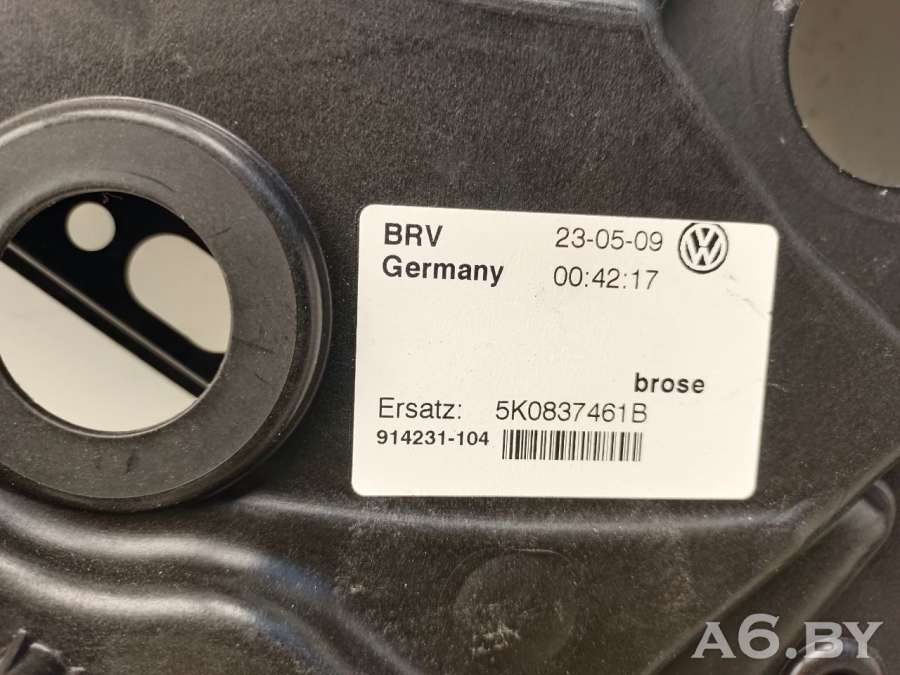 BRV 23-05-09
Germany 00:42:17
brose
Ersatz: 5K0837461B
914231-104
A6.BY